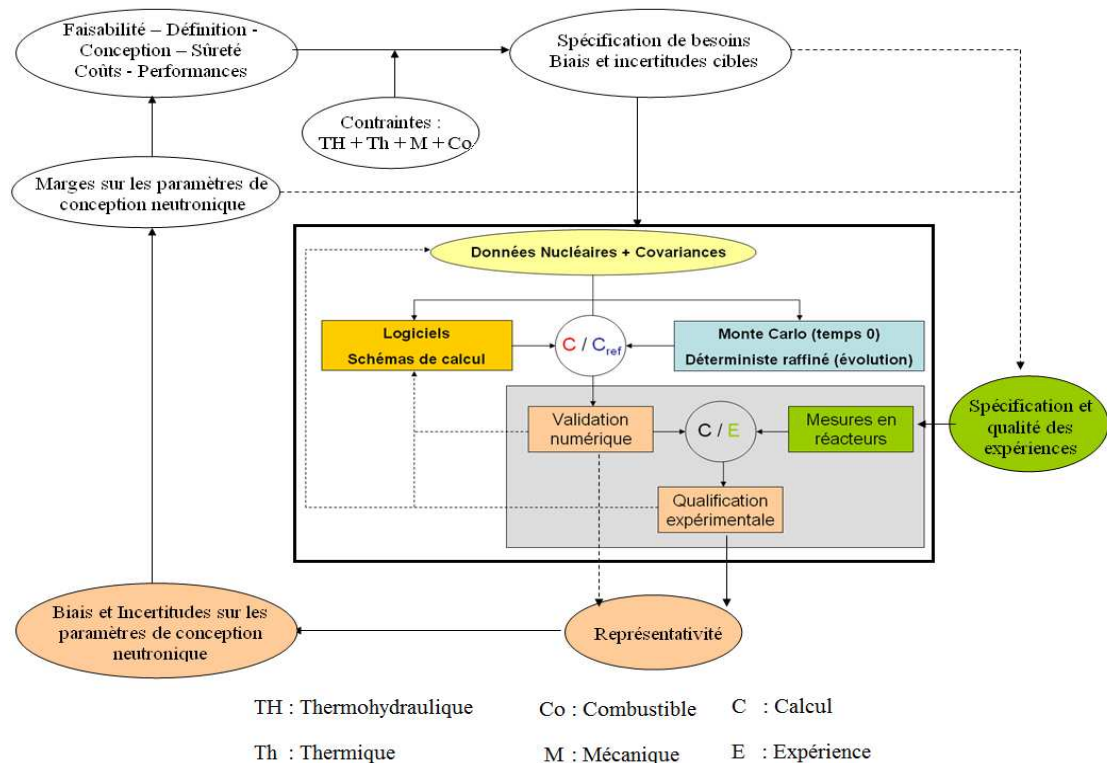 Faisabilité – Définition -
Conception – Sûreté
Coûts - Performances
Spécification de besoins
Biais et incertitudes cibles
Contraintes :
TH + Th + M + Co
Marges sur les paramètres de
conception neutronique
Données Nucléaires + Covariances
Logiciels
Schémas de calcul
C / Cref
Monte Carlo (temps 0)
Déterministe raffiné (évolution)
Validation
numérique
C / E
Mesures en
réacteurs
Spécification et
qualité des
expériences
Qualification
expérimentale
Biais et Incertitudes sur les
paramètres de conception
neutronique
Représentativité
TH : Thermohydraulique
Co : Combustible
C : Calcul
Th : Thermique
M : Mécanique
E : Expérience